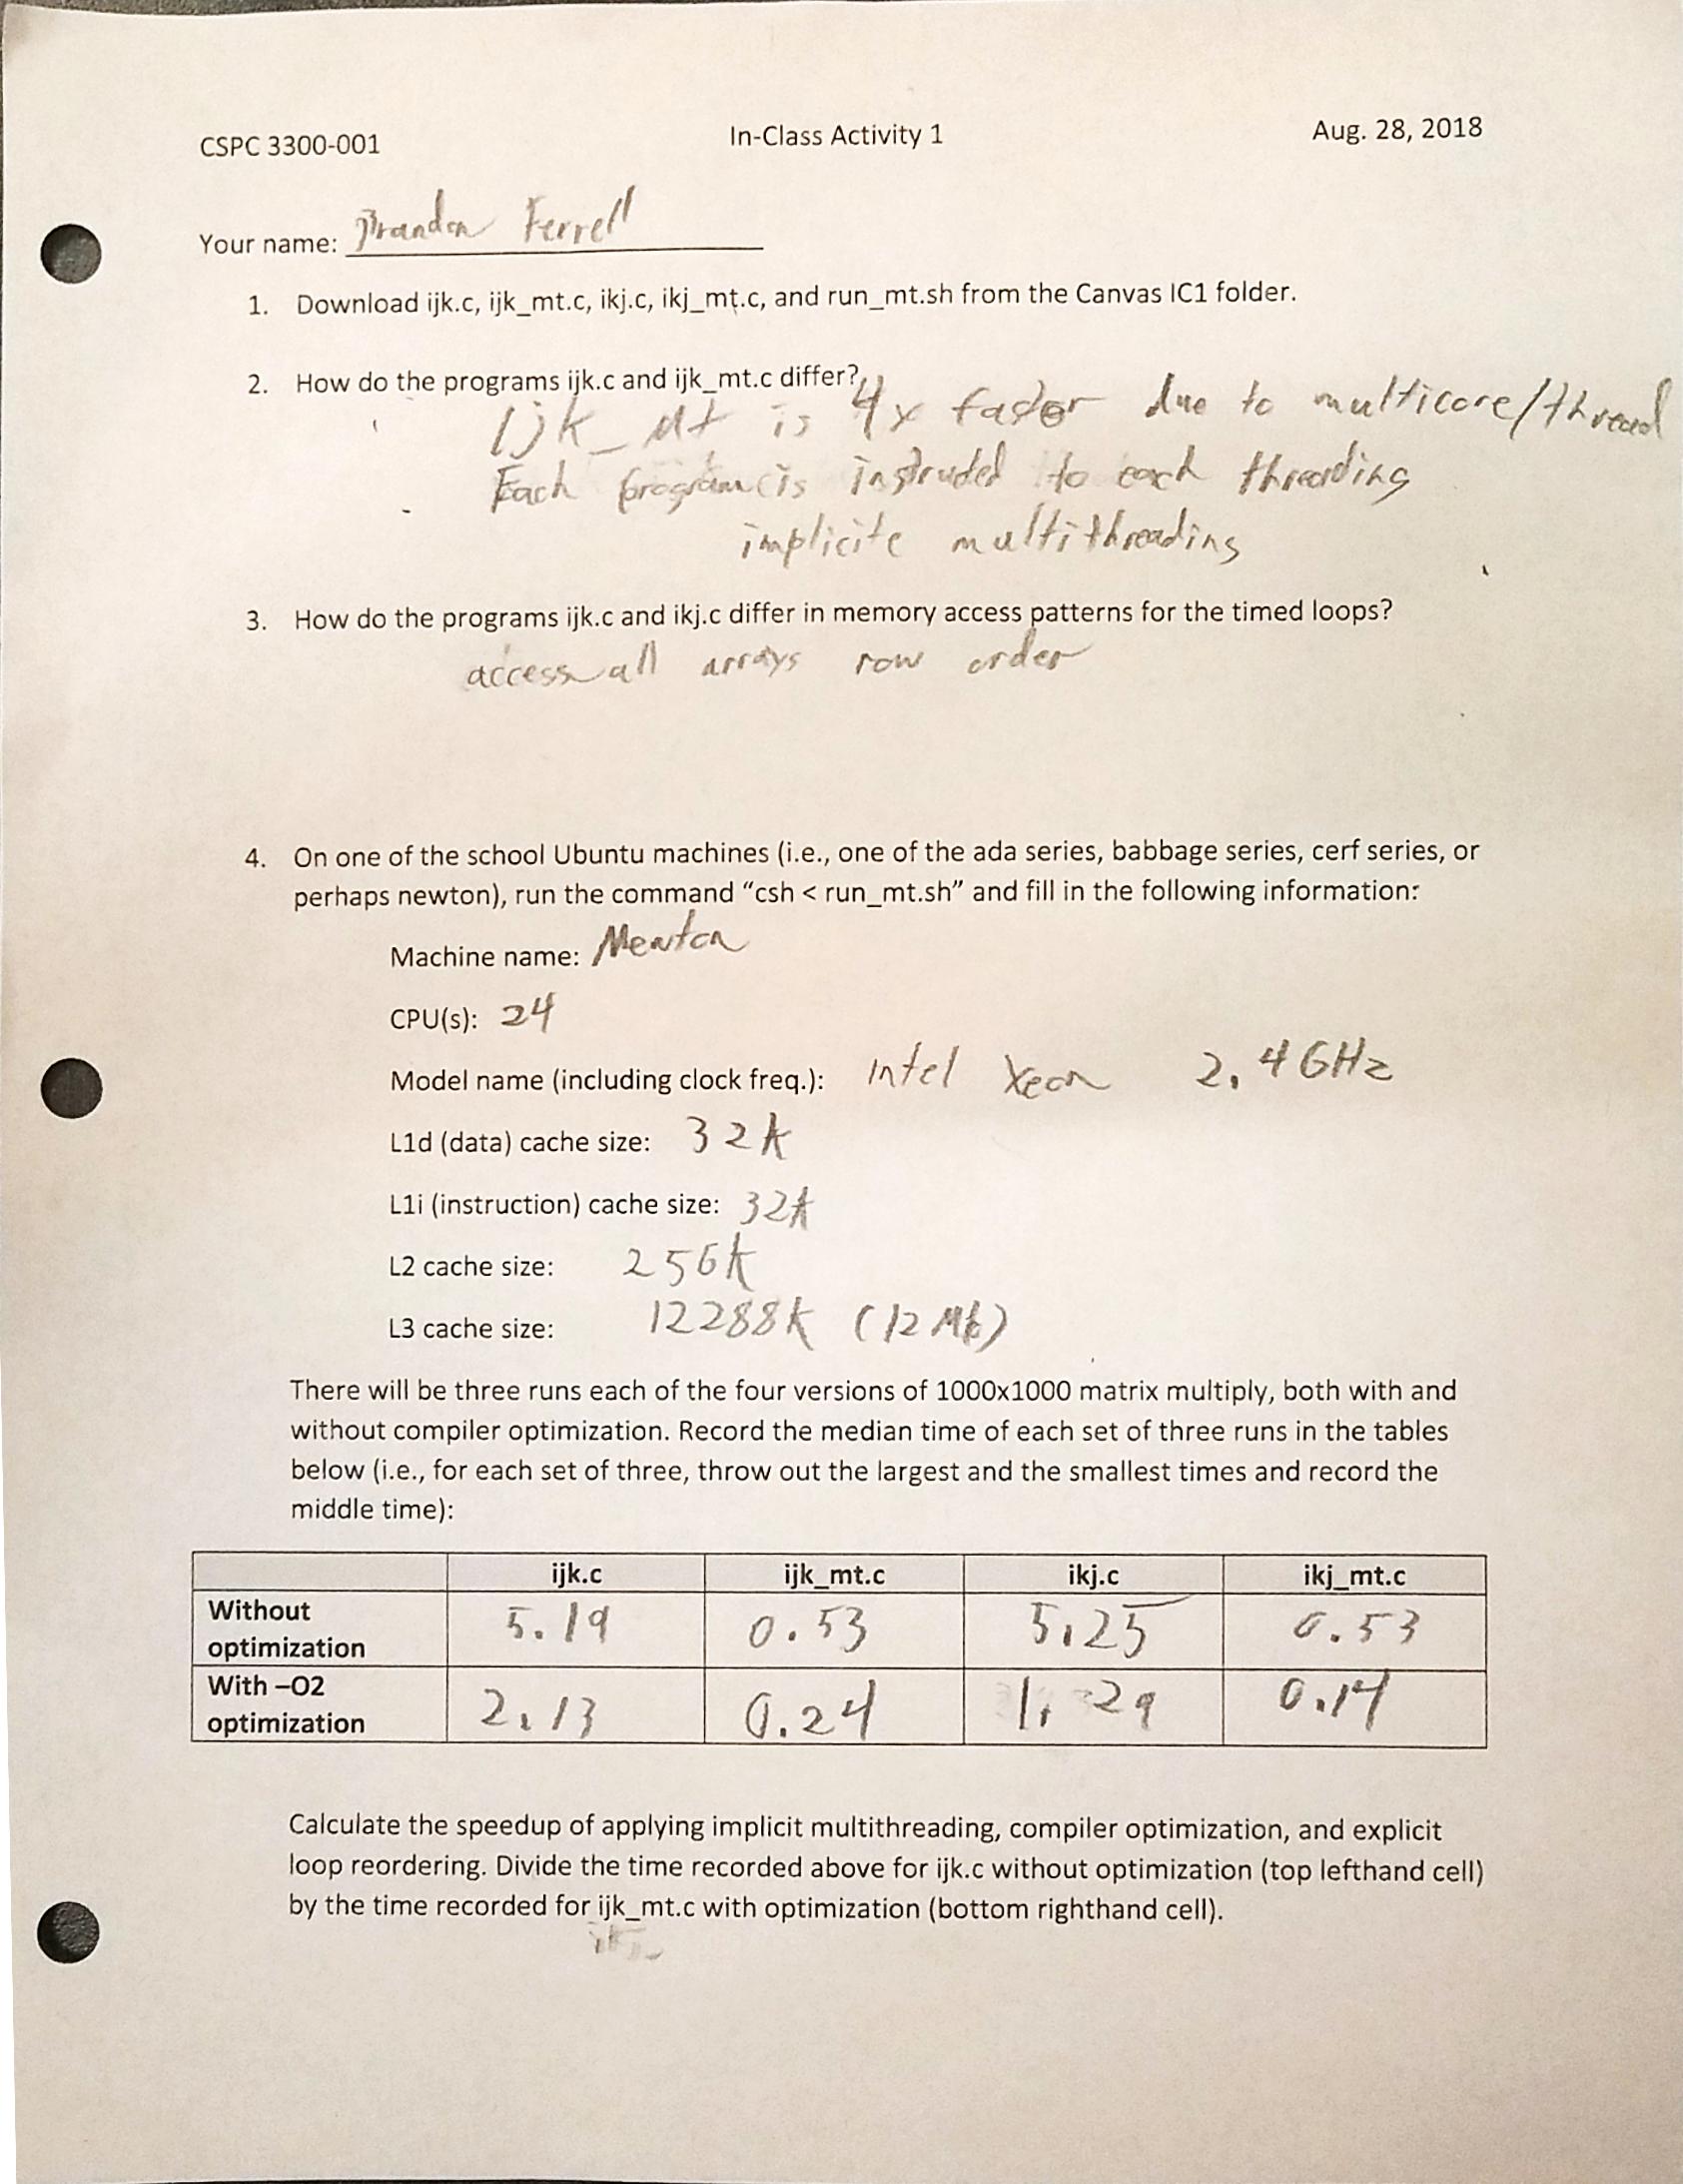 CSPC 3300-001 In-Class Activity 1 Aug. 28, 2018
Your name: Brandon Ferrell
1. Download ijk.c, ijk_mt.c, ikj.c, ikj_mt.c, and run_mt.sh from the Canvas IC1 folder.
2. How do the programs ijk.c and ijk_mt.c differ?
ijk_mt is 4x faster due to multicore/thread
Each program is instructed to each threading
implicite multithreading
3. How do the programs ijk.c and ikj.c differ in memory access patterns for the timed loops?
access all arrays row order
4. On one of the school Ubuntu machines (i.e., one of the ada series, babbage series, cerf series, or
perhaps newton), run the command “csh < run_mt.sh” and fill in the following information:
Machine name: Newton
CPU(s): 24
Model name (including clock freq.): Intel Xeon 2.4 GHz
L1d (data) cache size: 32k
L1i (instruction) cache size: 32k
L2 cache size: 256k
L3 cache size: 12288k (12 Mb)
There will be three runs each of the four versions of 1000x1000 matrix multiply, both with and
without compiler optimization. Record the median time of each set of three runs in the tables
below (i.e., for each set of three, throw out the largest and the smallest times and record the
middle time):
ijk.c ijk_mt.c ikj.c ikj_mt.c
Without optimization 5.19 0.53 5.25 0.53
With –O2 optimization 2.13 0.24 1.29 0.14
Calculate the speedup of applying implicit multithreading, compiler optimization, and explicit
loop reordering. Divide the time recorded above for ijk.c without optimization (top lefthand cell)
by the time recorded for ijk_mt.c with optimization (bottom righthand cell).